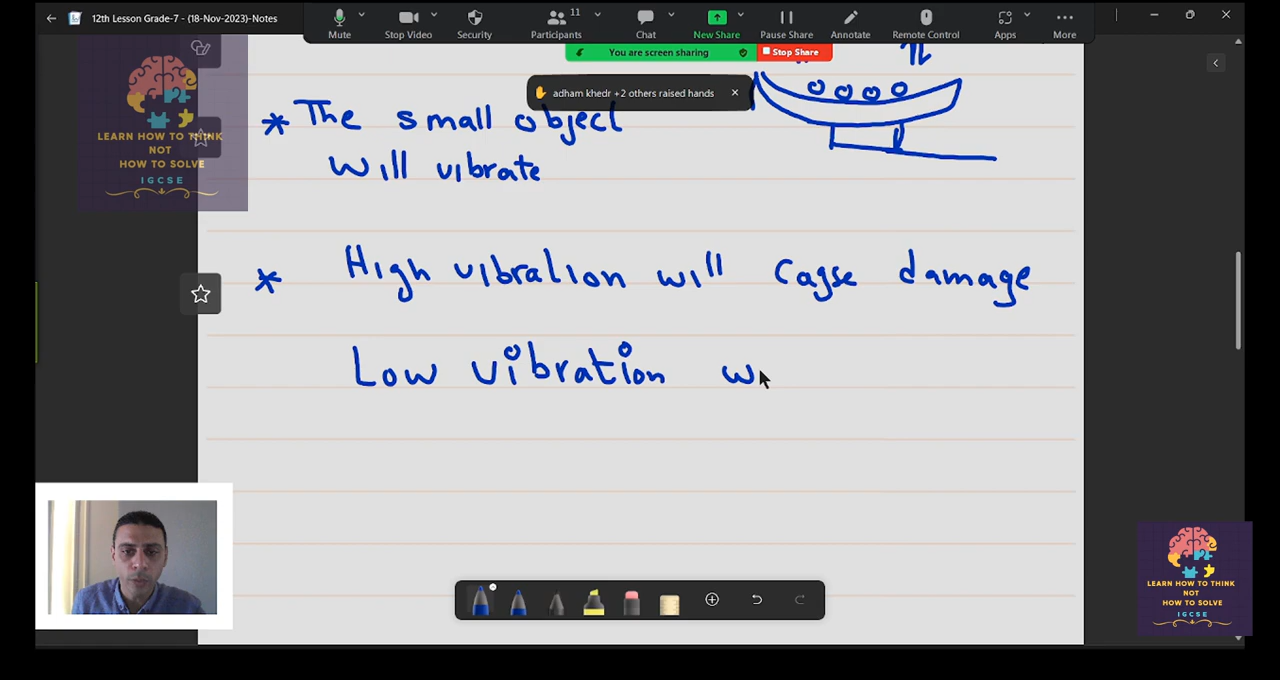 12th Lesson Grade-7 - (18-Nov-2023)-Notes
Mute
Stop Video
Security
11
Participants
Chat
New Share
Pause Share
Annotate
Remote Control
Apps
More
You are screen sharing
Stop Share
adham khedr +2 others raised hands
LEARN HOW TO THINK
NOT
HOW TO SOLVE
IGCSE
* The small object
will vibrate
* High vibration will cause damage
Low vibration w
LEARN HOW TO THINK
NOT
HOW TO SOLVE
IGCSE